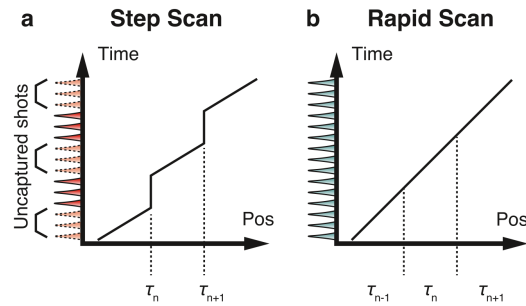 a Step Scan
Time
Uncaptured shots
Pos
τn τn+1
b Rapid Scan
Time
Pos
τn-1 τn τn+1